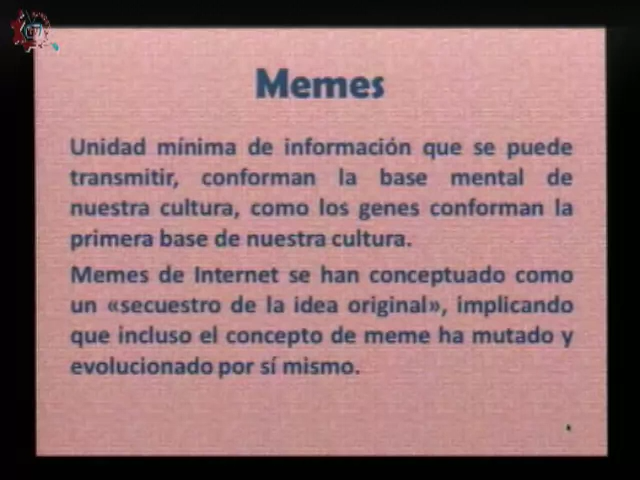 Memes
Unidad mínima de información que se puede
transmitir, conforman la base mental de
nuestra cultura, como los genes conforman la
primera base de nuestra cultura.
Memes de Internet se han conceptuado como
un «secuestro de la idea original», implicando
que incluso el concepto de meme ha mutado y
evolucionado por sí mismo.